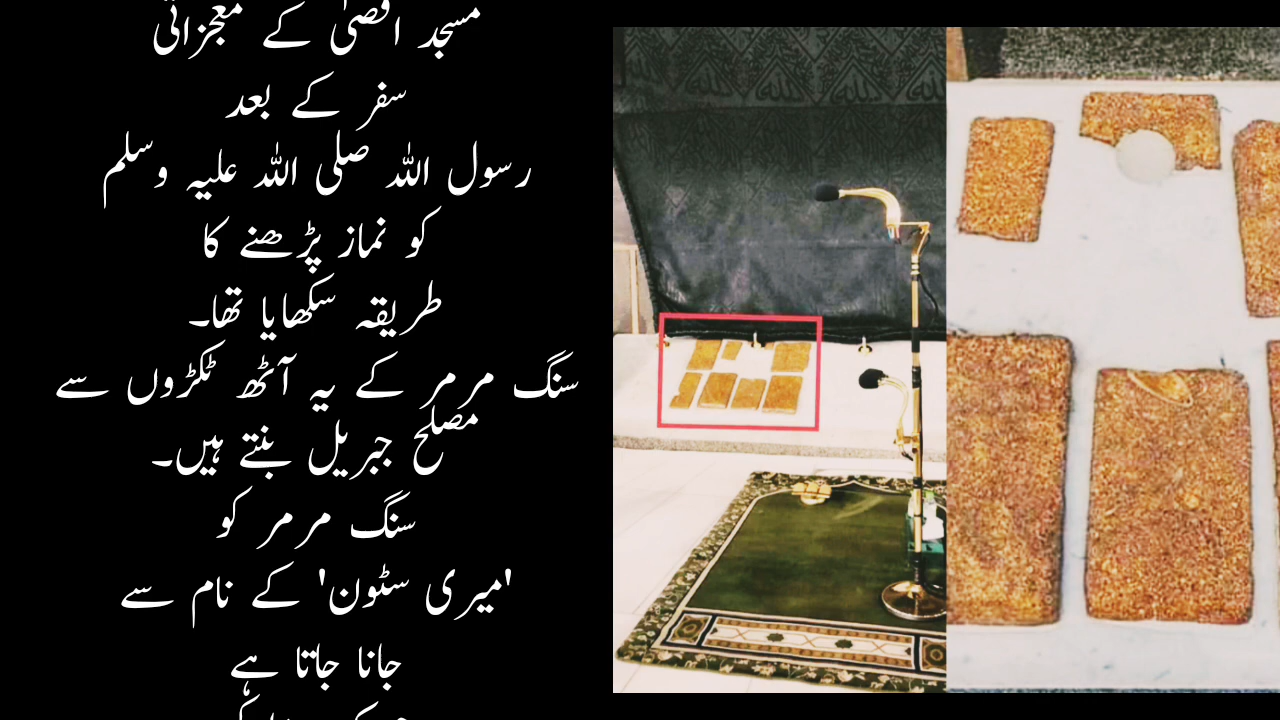 مسجد اقصیٰ کے معجزاتی
سفر کے بعد
رسول اللہ صلی اللہ علیہ وسلم
کو نماز پڑھنے کا
طریقہ سکھایا تھا۔
سنگ مرمر کے یہ آٹھ ٹکڑوں سے
مصلح جبریل بنتے ہیں۔
سنگ مرمر کو
'میری سٹون' کے نام سے
جانا جاتا ہے